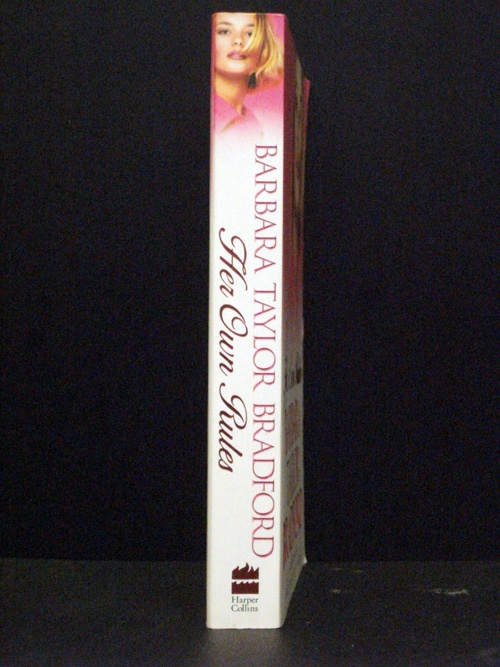 BARBARA TAYLOR BRADFORD
Her Own Rules
Harper
Collins